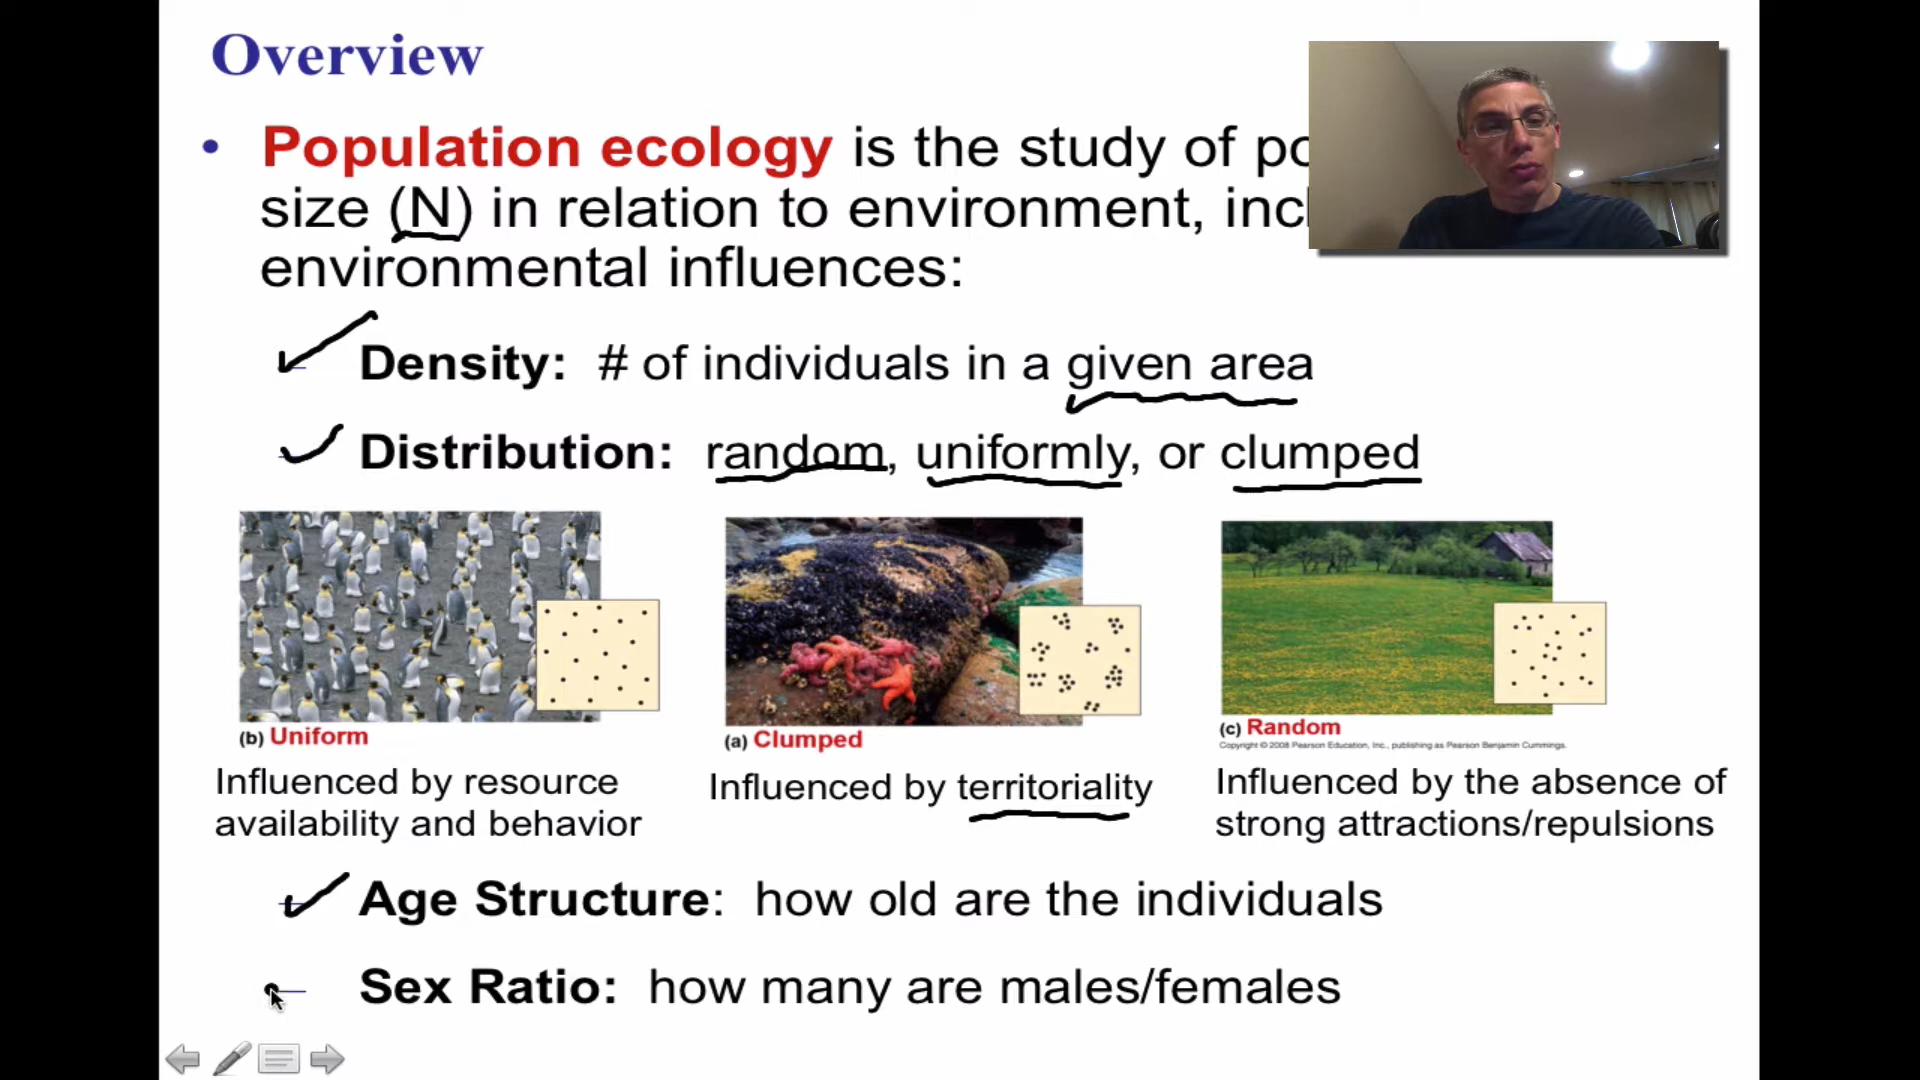 Overview
• Population ecology is the study of
size (N) in relation to environment,
environmental influences:
– Density: # of individuals in a given area
– Distribution: random, uniformly, or clumped
(b) Uniform
(a) Clumped
(c) Random
Copyright © 2008 Pearson Education, Inc., publishing as Pearson Benjamin Cummings.
Influenced by resource
availability and behavior
Influenced by territoriality
Influenced by the absence of
strong attractions/repulsions
– Age Structure: how old are the individuals
– Sex Ratio: how many are males/females